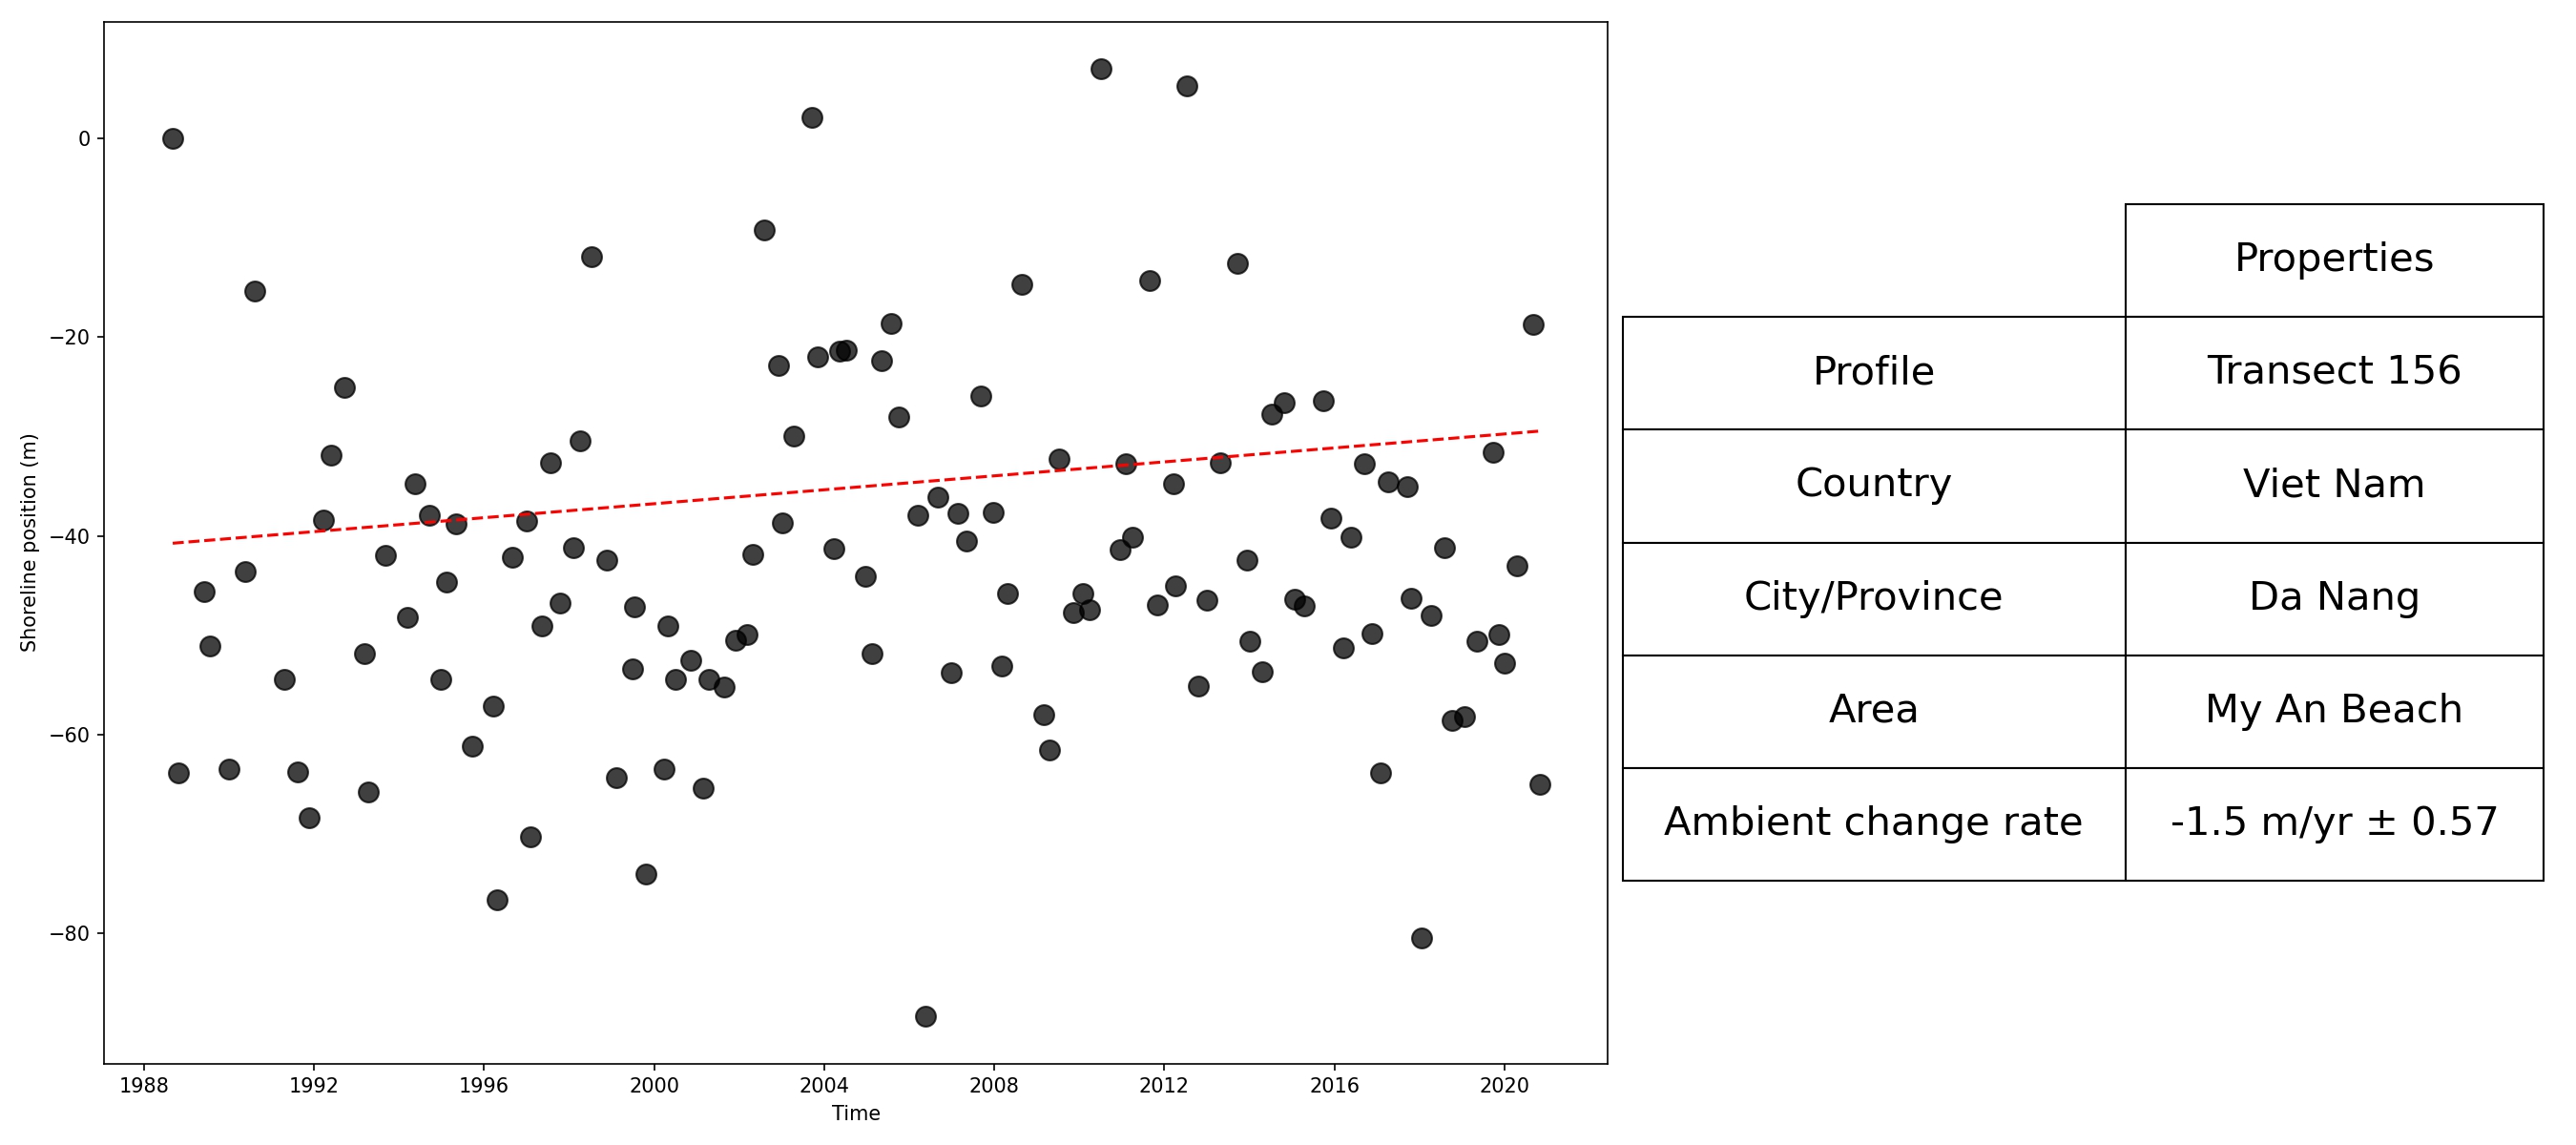 0
−20
−40
−60
−80
Shoreline position (m)
1988 1992 1996 2000 2004 2008 2012 2016 2020
Time
Properties
Profile Transect 156
Country Viet Nam
City/Province Da Nang
Area My An Beach
Ambient change rate -1.5 m/yr ± 0.57